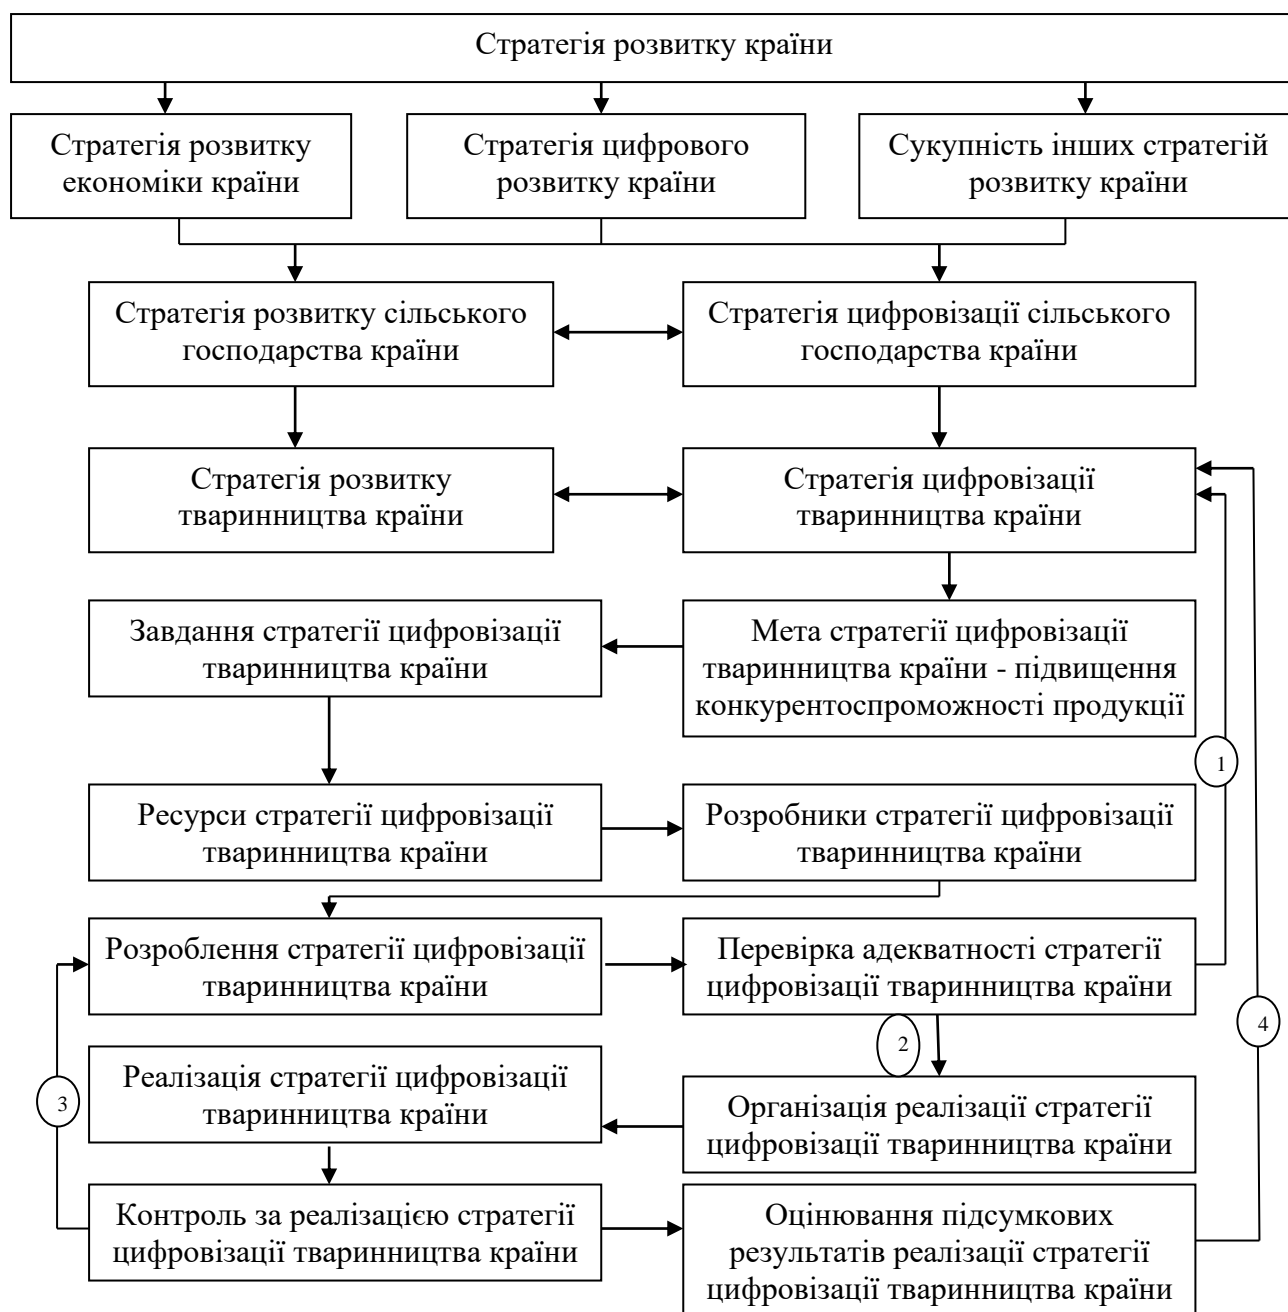 Стратегія розвитку країни
Стратегія розвитку
економіки країни
Стратегія цифрового
розвитку країни
Сукупність інших стратегій
розвитку країни
Стратегія розвитку сільського
господарства країни
Стратегія цифровізації сільського
господарства країни
Стратегія розвитку
тваринництва країни
Стратегія цифровізації
тваринництва країни
Завдання стратегії цифровізації
тваринництва країни
Мета стратегії цифровізації
тваринництва країни - підвищення
конкурентоспроможності продукції
1
Ресурси стратегії цифровізації
тваринництва країни
Розробники стратегії цифровізації
тваринництва країни
Розроблення стратегії цифровізації
тваринництва країни
Перевірка адекватності стратегії
цифровізації тваринництва країни
4
2
Реалізація стратегії цифровізації
тваринництва країни
3
Організація реалізації стратегії
цифровізації тваринництва країни
Контроль за реалізацією стратегії
цифровізації тваринництва країни
Оцінювання підсумкових
результатів реалізації стратегії
цифровізації тваринництва країни